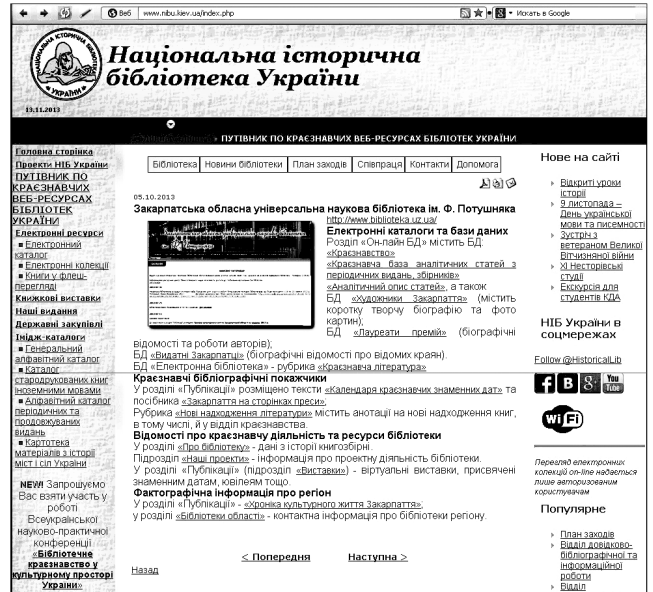 Веб www.nibu.kiev.ua/index.php Искать в Google
НАЦІОНАЛЬНА ІСТОРИЧНА БІБЛІОТЕКА УКРАЇНИ
Національна історична
бібліотека України
13.11.2013
› ПУТІВНИК ПО КРАЄЗНАВЧИХ ВЕБ-РЕСУРСАХ БІБЛІОТЕК УКРАЇНИ
Головна сторінка
Проекти НІБ України
ПУТІВНИК ПО
КРАЄЗНАВЧИХ
ВЕБ-РЕСУРСАХ
БІБЛІОТЕК
УКРАЇНИ
Електронні ресурси
Електронний
каталог
Електронні колекції
Книги у флеш-
перегляді
Книжкові виставки
Наші видання
Державні закупівлі
Імідж-каталоги
Генеральний
алфавітний каталог
Каталог
стародрукованих книг
іноземними мовами
Алфавітний каталог
періодичних та
продовжуваних
видань
Картотека
матеріалів з історії
міст і сіл України
NEW! Запрошуємо
Вас взяти участь у
роботі
Всеукраїнської
науково-практичної
конференції
«Бібліотечне
краєзнавство у
культурному просторі
України»
Бібліотека Новини бібліотеки План заходів Співпраця Контакти Допомога
05.10.2013
Закарпатська обласна універсальна наукова бібліотека ім. Ф. Потушняка
http://www.biblioteka.uz.ua/
Електронні каталоги та бази даних
Розділ «Он-лайн БД» містить БД:
«Краєзнавство»
«Краєзнавча база аналітичних статей з
періодичних видань, збірників»
«Аналітичний опис статей», а також
БД «Художники Закарпаття» (містить
коротку творчу біографію та фото
картин);
БД «Лауреати премій» (біографічні
відомості та роботи авторів);
БД «Видатні Закарпатці» (біографічні відомості про відомих краян).
БД «Електронна бібліотека» - рубрика «Краєзнавча література»
Краєзнавчі бібліографічні покажчики
У розділі «Публікації» розміщено тексти «Календаря краєзнавчих знаменних дат» та
посібника «Закарпаття на сторінках преси»;
Рубрика «Нові надходження літератури» містить анотації на нові надходження книг,
в тому числі, й у відділ краєзнавства.
Відомості про краєзнавчу діяльність та ресурси бібліотеки
У розділі «Про бібліотеку» - дані з історії книгозбірні.
Підрозділ «Наші проекти» - інформація про проектну діяльність бібліотеки.
У розділі «Публікації» (підрозділ «Виставки») - віртуальні виставки, присвячені
знаменним датам, ювілеям тощо.
Фактографічна інформація про регіон
У розділі «Публікації» - «Хроніка культурного життя Закарпаття»;
у розділі «Бібліотеки області» - контактна інформація про бібліотеки регіону.
< Попередня Наступна >
Назад
Нове на сайті
Відкриті уроки
історії
9 листопада –
День української
мови та писемності
Зустріч з
ветераном Великої
Вітчизняної війни
XI Несторівські
студії
Екскурсія для
студентів КДА
НІБ України в
соцмережах
Follow @HistoricalLib
f B g+ You Tube
Wi Fi
Перегляд електронних
колекцій on-line надається
лише авторизованим
користувачам
Популярне
План заходів
Відділ довідково-
бібліографічної та
інформаційної
роботи
Відділ